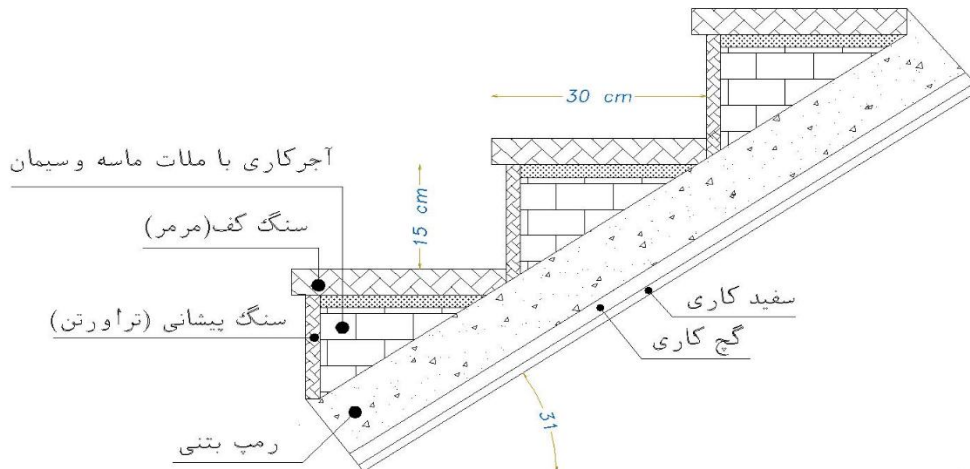 30 cm
آجرکاری با ملات ماسه وسیمان
15 cm
سنگ کف(مرمر)
سنگ پیشانی (تراورتن)
سفید کاری
گچ کاری
31
رمپ بتنی